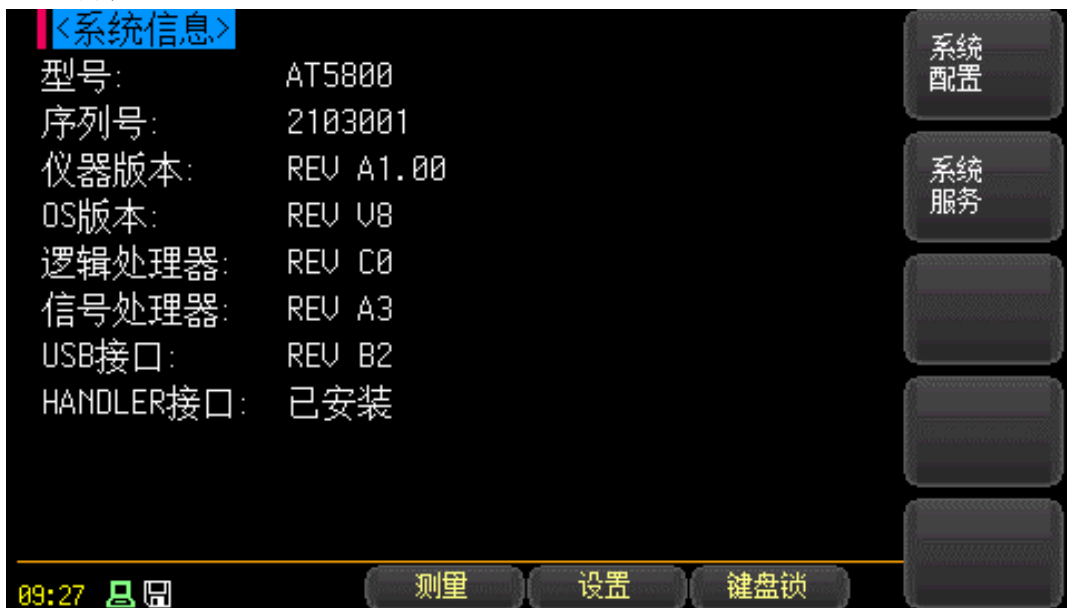 <系统信息>
型号: AT5800
序列号: 2103001
仪器版本: REV A1.00
OS版本: REV V8
逻辑处理器: REV C0
信号处理器: REV A3
USB接口: REV B2
HANDLER接口: 已安装
系统
配置
系统
服务
09:27
测量
设置
键盘锁